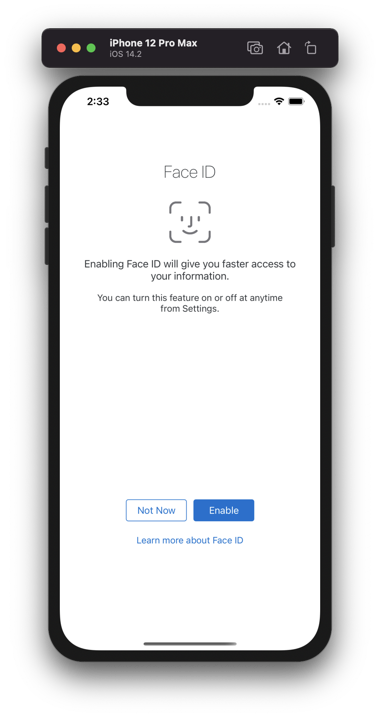 iPhone 12 Pro Max
iOS 14.2
2:33
Face ID
Enabling Face ID will give you faster access to
your information.
You can turn this feature on or off at anytime
from Settings.
Not Now
Enable
Learn more about Face ID